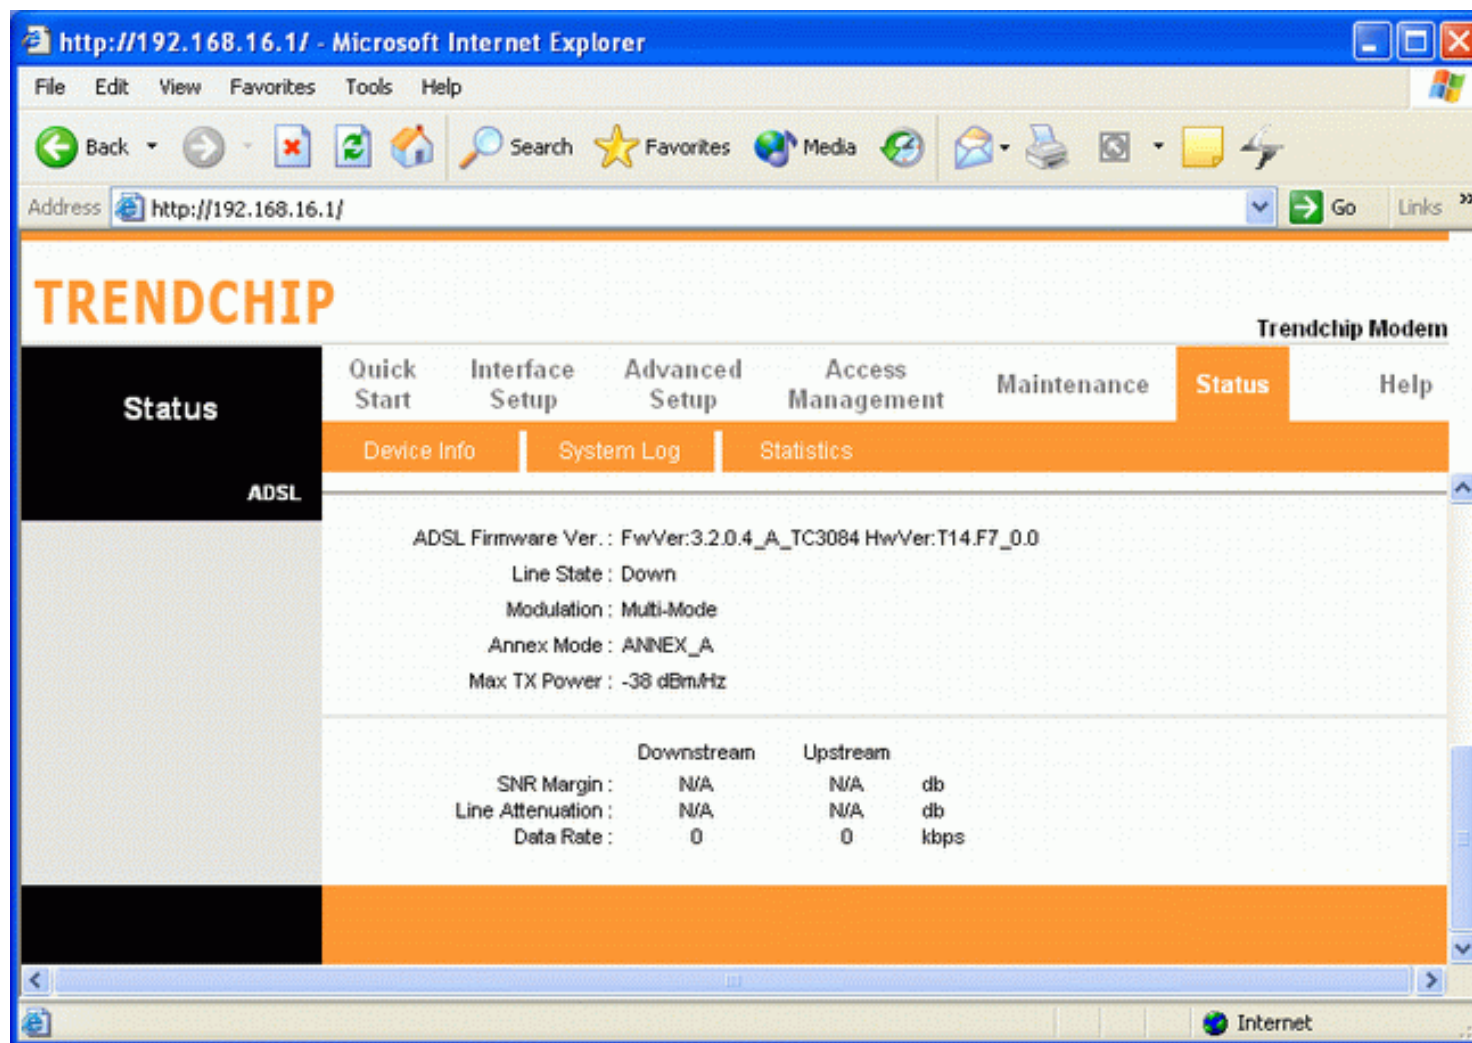 http://192.168.16.1/ - Microsoft Internet Explorer
File Edit View Favorites Tools Help
Back Search Favorites Media
Address http://192.168.16.1/ Go Links »
TRENDCHIP
Trendchip Modem
Status
Quick Start Interface Setup Advanced Setup Access Management Maintenance Status Help
Device Info System Log Statistics
ADSL
ADSL Firmware Ver. : FwVer:3.2.0.4_A_TC3084 HwVer:T14.F7_0.0
Line State : Down
Modulation : Multi-Mode
Annex Mode : ANNEX_A
Max TX Power : -38 dBm/Hz
Downstream Upstream
SNR Margin : N/A N/A db
Line Attenuation : N/A N/A db
Data Rate : 0 0 kbps
Internet